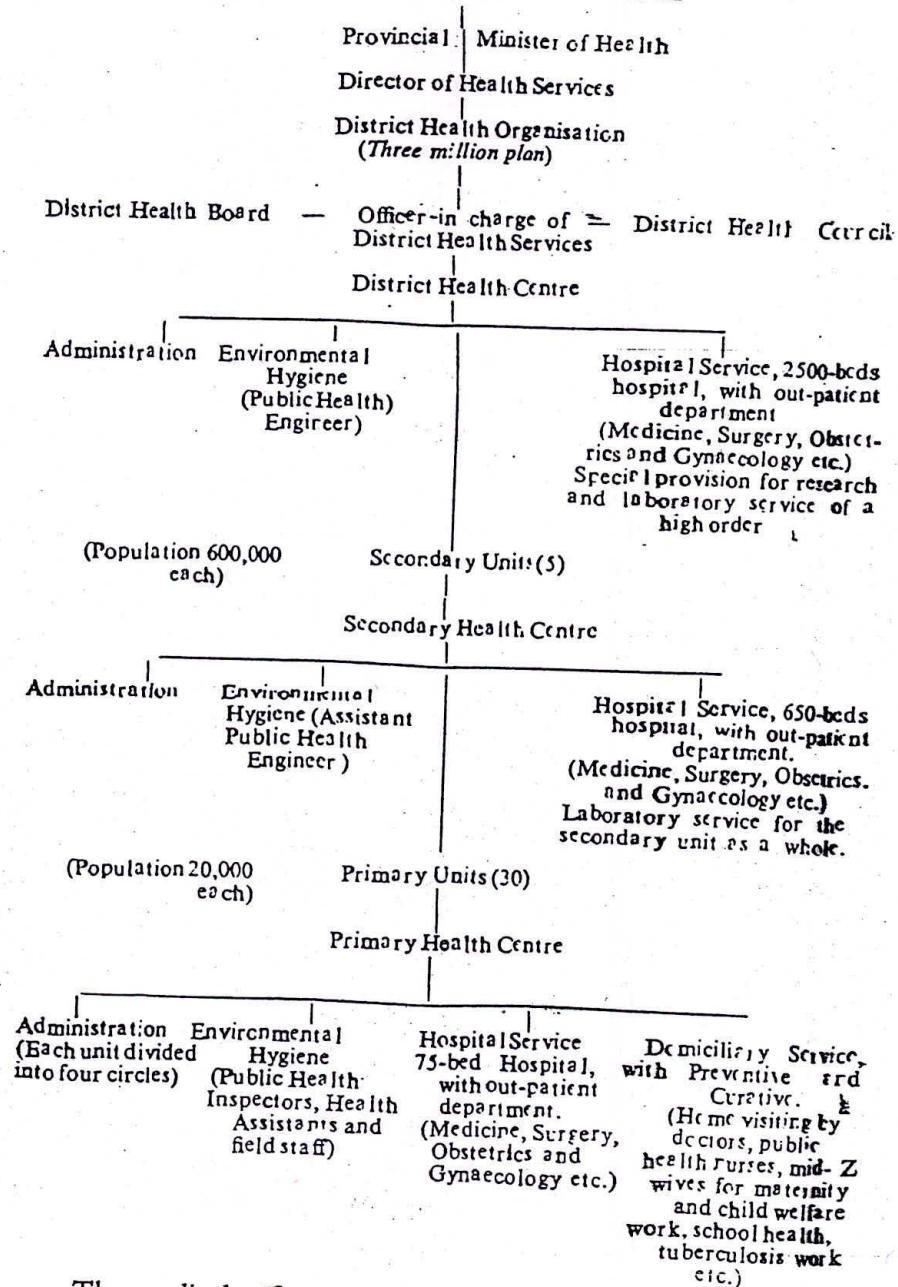 Provincial Minister of Health
Director of Health Services
District Health Organisation
(Three million plan)
District Health Board — Officer-in charge of = District Health Council
District Health Services
District Health Centre
Administration
Environmental
Hygiene
(Public Health)
Engineer)
Hospital Service, 2500-beds
hospital, with out-patient
department
(Medicine, Surgery, Obstet-
rics and Gynaecology etc.)
Special provision for research
and laboratory service of a
high order
(Population 600,000
each)
Secondary Units (5)
Secondary Health Centre
Administration
Environmental
Hygiene (Assistant
Public Health
Engineer)
Hospital Service, 650-beds
hospital, with out-patient
department.
(Medicine, Surgery, Obsetrics.
and Gynaecology etc.)
Laboratory service for the
secondary unit as a whole.
(Population 20,000
each)
Primary Units (30)
Primary Health Centre
Administration
(Each unit divided
into four circles)
Environmental
Hygiene
(Public Health
Inspectors, Health
Assistants and
field staff)
Hospital Service
75-bed Hospital,
with out-patient
department.
(Medicine, Surgery,
Obstetrics and
Gynaecology etc.)
Domiciliary Service,
with Preventive and
Curative.
(Home visiting by
doctors, public
health nurses, mid-
wives for maternity
and child welfare
work, school health,
tuberculosis work
etc.)